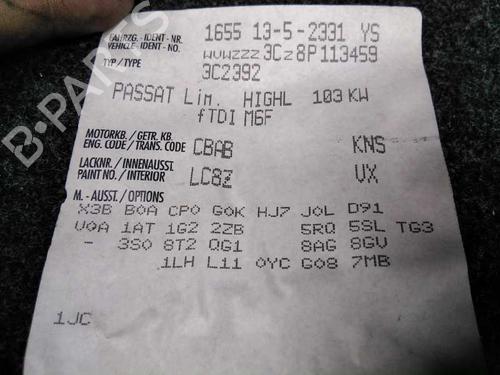 FAHRZG.-IDENT-NR. 1655 13-5-2331 YS
VEHICLE-IDENT-NO. WVWZZZ3CZ8P113459
TYP/TYPE 3C2392
PASSAT Lim. HIGHL 103 KW
fTDI M6F
MOTORKB./GETR. KB.
ENG. CODE/TRANS. CODE CBAB KNS
LACKNR./INNENAUSST.
PAINT NO./INTERIOR LC8Z UX
M.-AUSST./OPTIONS
X3B B0A CP0 G0K HJ7 J0L D91
U0A 1AT 1G2 2ZB 5RQ 5SL TG3
- 3S0 8T2 QG1 8AG 8GV
1LH L11 0YC G08 7MB
1JC